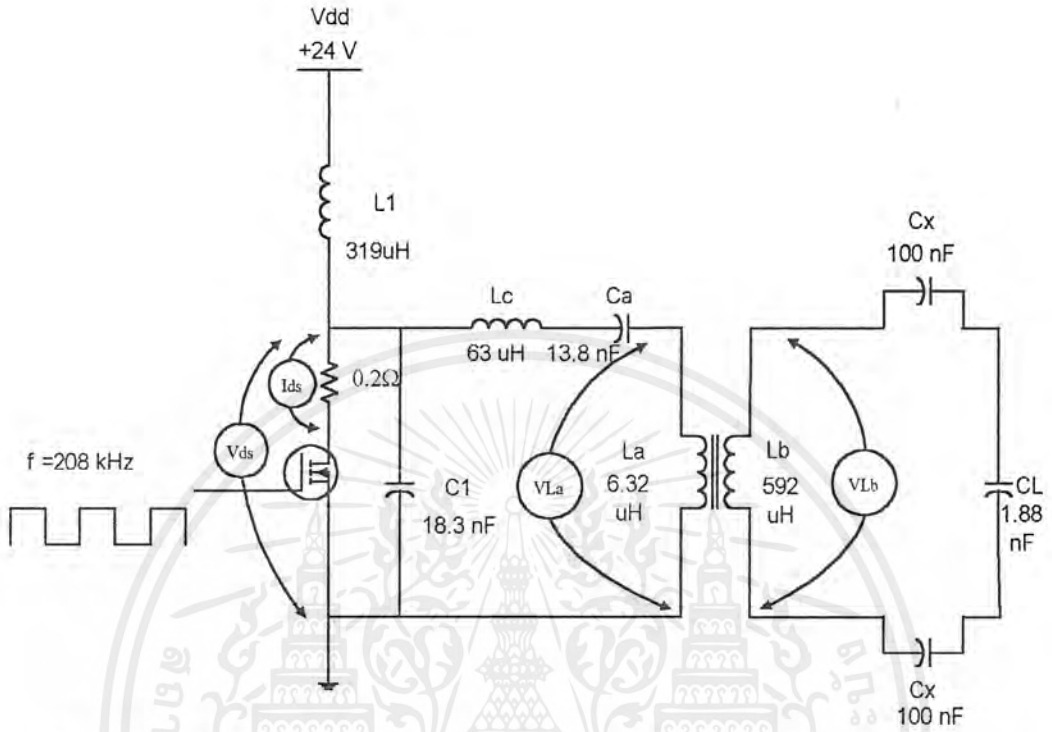 Vdd
+24 V
L1
319uH
Cx
100 nF
Lc
Ca
63 uH
13.8 nF
0.2Ω
Ids
Vds
f =208 kHz
C1
18.3 nF
VLa
La
6.32
uH
Lb
592
uH
VLb
CL
1.88
nF
Cx
100 nF